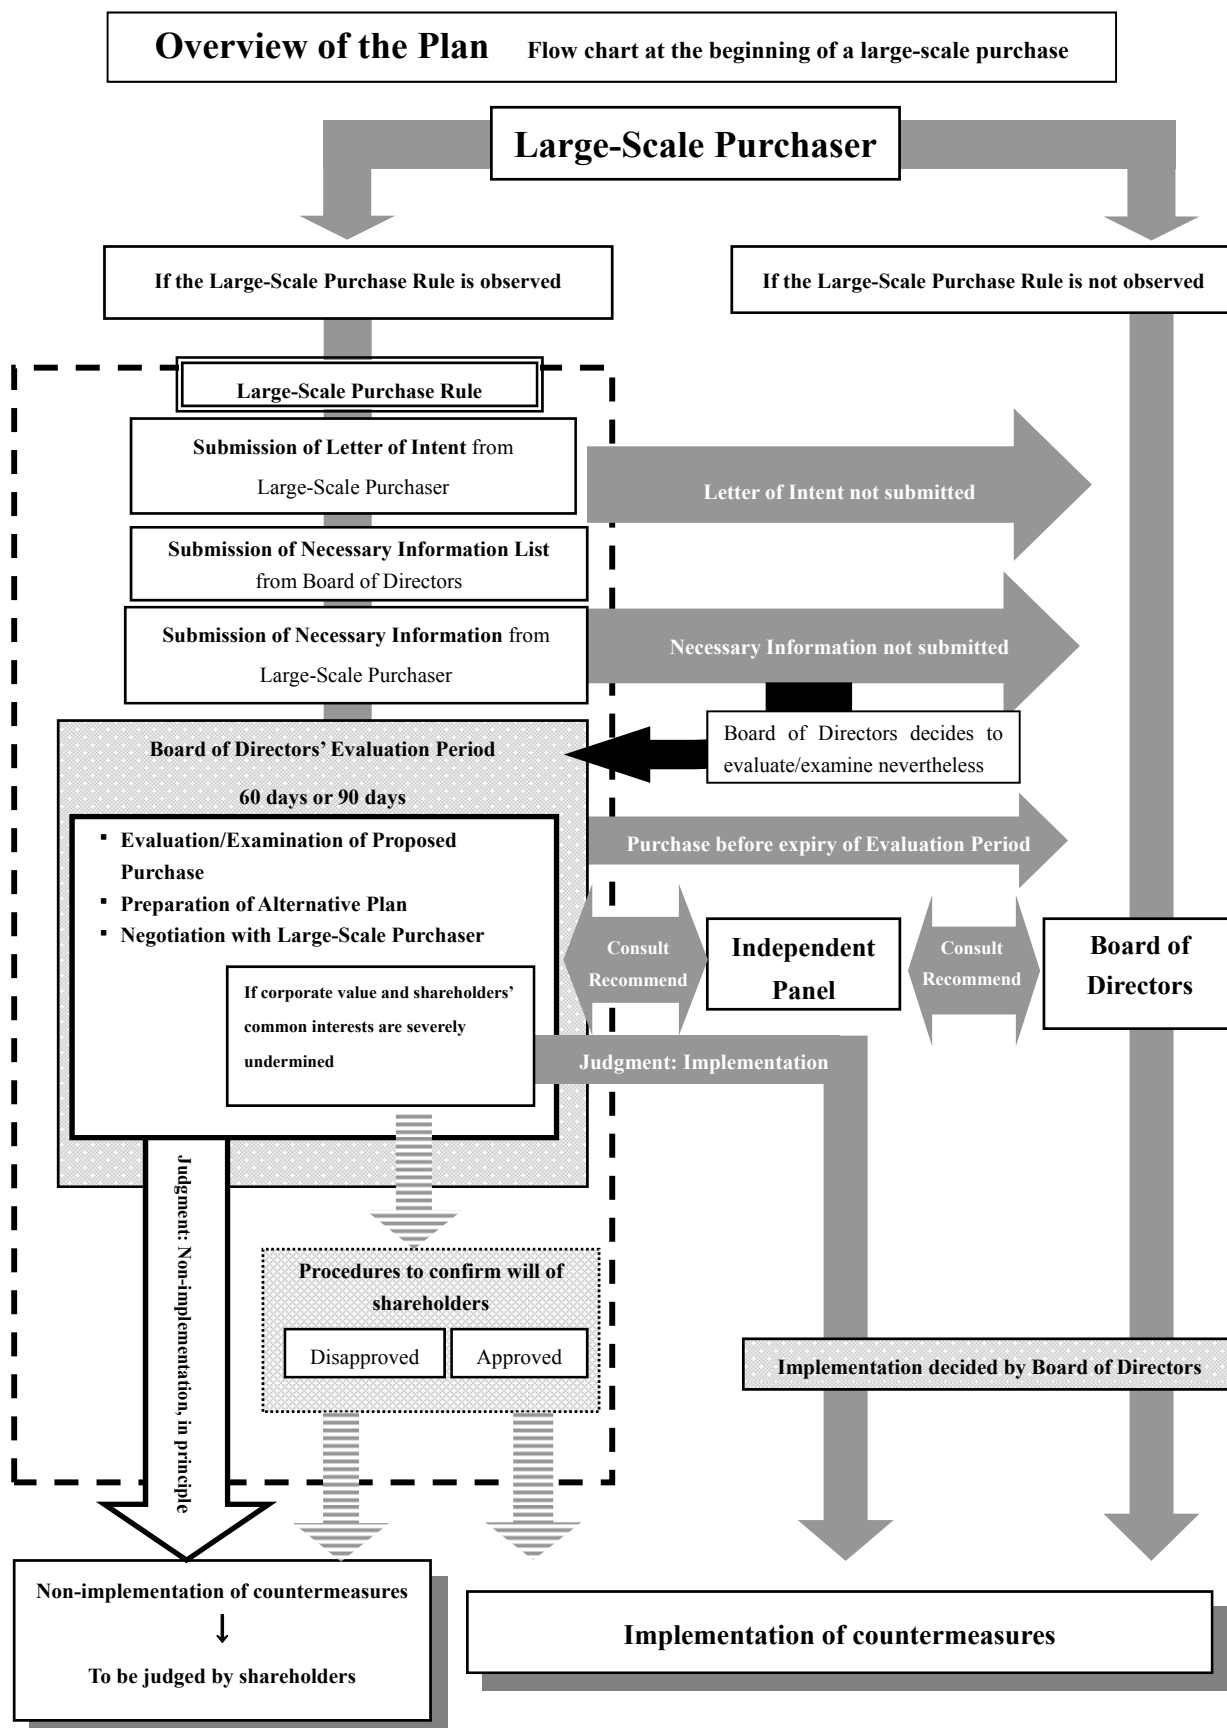 Overview of the Plan Flow chart at the beginning of a large-scale purchase
Large-Scale Purchaser
If the Large-Scale Purchase Rule is observed
If the Large-Scale Purchase Rule is not observed
Large-Scale Purchase Rule
Submission of Letter of Intent from
Large-Scale Purchaser
Letter of Intent not submitted
Submission of Necessary Information List
from Board of Directors
Submission of Necessary Information from
Large-Scale Purchaser
Necessary Information not submitted
Board of Directors decides to
evaluate/examine nevertheless
Board of Directors' Evaluation Period
60 days or 90 days
▪ Evaluation/Examination of Proposed
Purchase
▪ Preparation of Alternative Plan
▪ Negotiation with Large-Scale Purchaser
Purchase before expiry of Evaluation Period
Consult
Recommend
Independent
Panel
Consult
Recommend
Board of
Directors
If corporate value and shareholders'
common interests are severely
undermined
Judgment: Implementation
Judgment: Non-implementation, in principle
Procedures to confirm will of
shareholders
Disapproved
Approved
Implementation decided by Board of Directors
Non-implementation of countermeasures
↓
To be judged by shareholders
Implementation of countermeasures